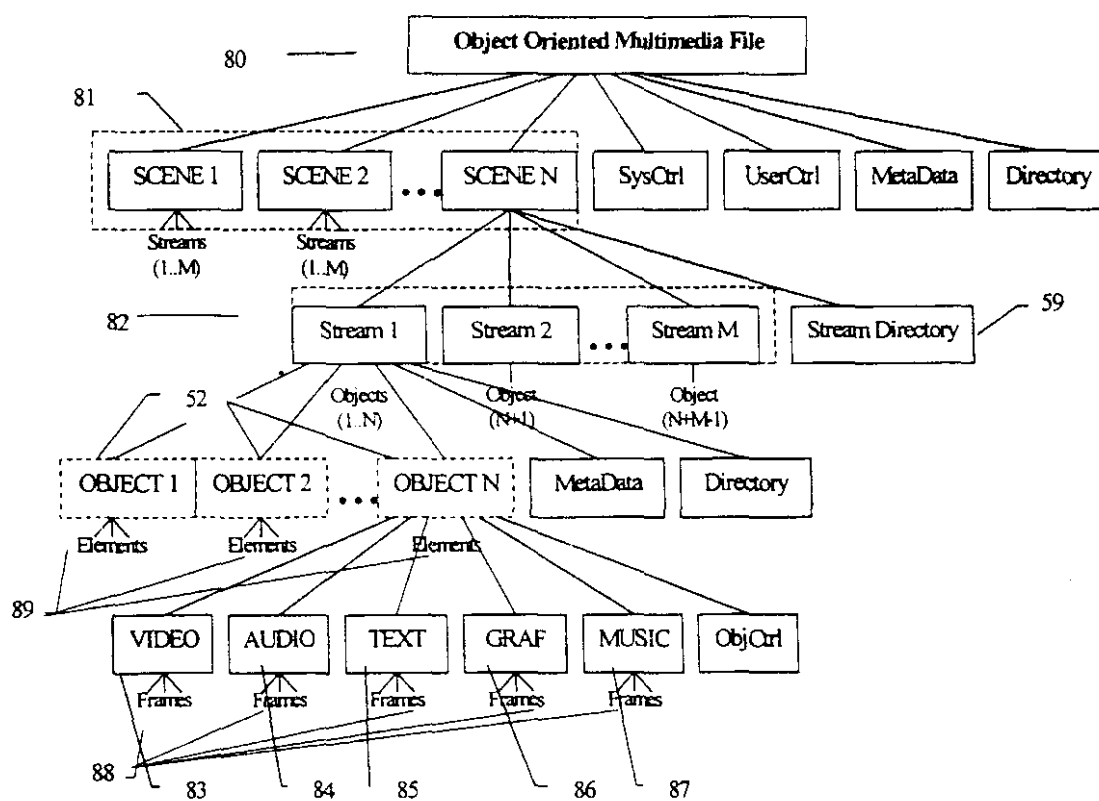 Object Oriented Multimedia File
80
81
SCENE 1
SCENE 2
SCENE N
SysCtrl
UserCtrl
MetaData
Directory
Streams
(1..M)
Streams
(1..M)
82
Stream 1
Stream 2
Stream M
Stream Directory
59
52
Objects
(1..N)
Object
(N+1)
Object
(N+M-1)
OBJECT 1
OBJECT 2
OBJECT N
MetaData
Directory
Elements
Elements
Elements
89
VIDEO
AUDIO
TEXT
GRAF
MUSIC
ObjCtrl
Frames
Frames
Frames
Frames
Frames
88
83
84
85
86
87